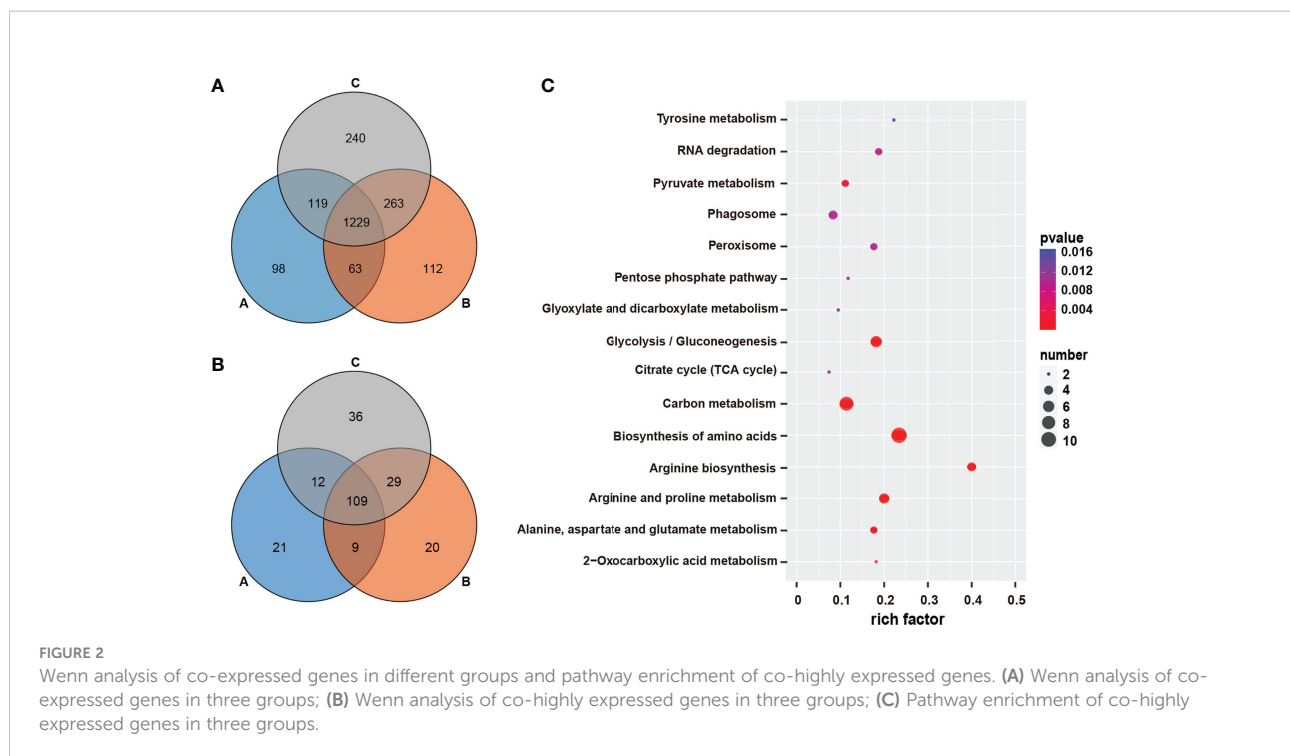 A
C
240
119
263
1229
98
63
112
A
B
B
C
36
12
29
109
21
9
20
A
B
C
Tyrosine metabolism
RNA degradation
Pyruvate metabolism
Phagosome
Peroxisome
Pentose phosphate pathway
Glyoxylate and dicarboxylate metabolism
Glycolysis / Gluconeogenesis
Citrate cycle (TCA cycle)
Carbon metabolism
Biosynthesis of amino acids
Arginine biosynthesis
Arginine and proline metabolism
Alanine, aspartate and glutamate metabolism
2−Oxocarboxylic acid metabolism
0 0.1 0.2 0.3 0.4 0.5
rich factor
pvalue
0.016
0.012
0.008
0.004
number
2
4
6
8
10
FIGURE 2
Wenn analysis of co-expressed genes in different groups and pathway enrichment of co-highly expressed genes. (A) Wenn analysis of co-
expressed genes in three groups; (B) Wenn analysis of co-highly expressed genes in three groups; (C) Pathway enrichment of co-highly
expressed genes in three groups.